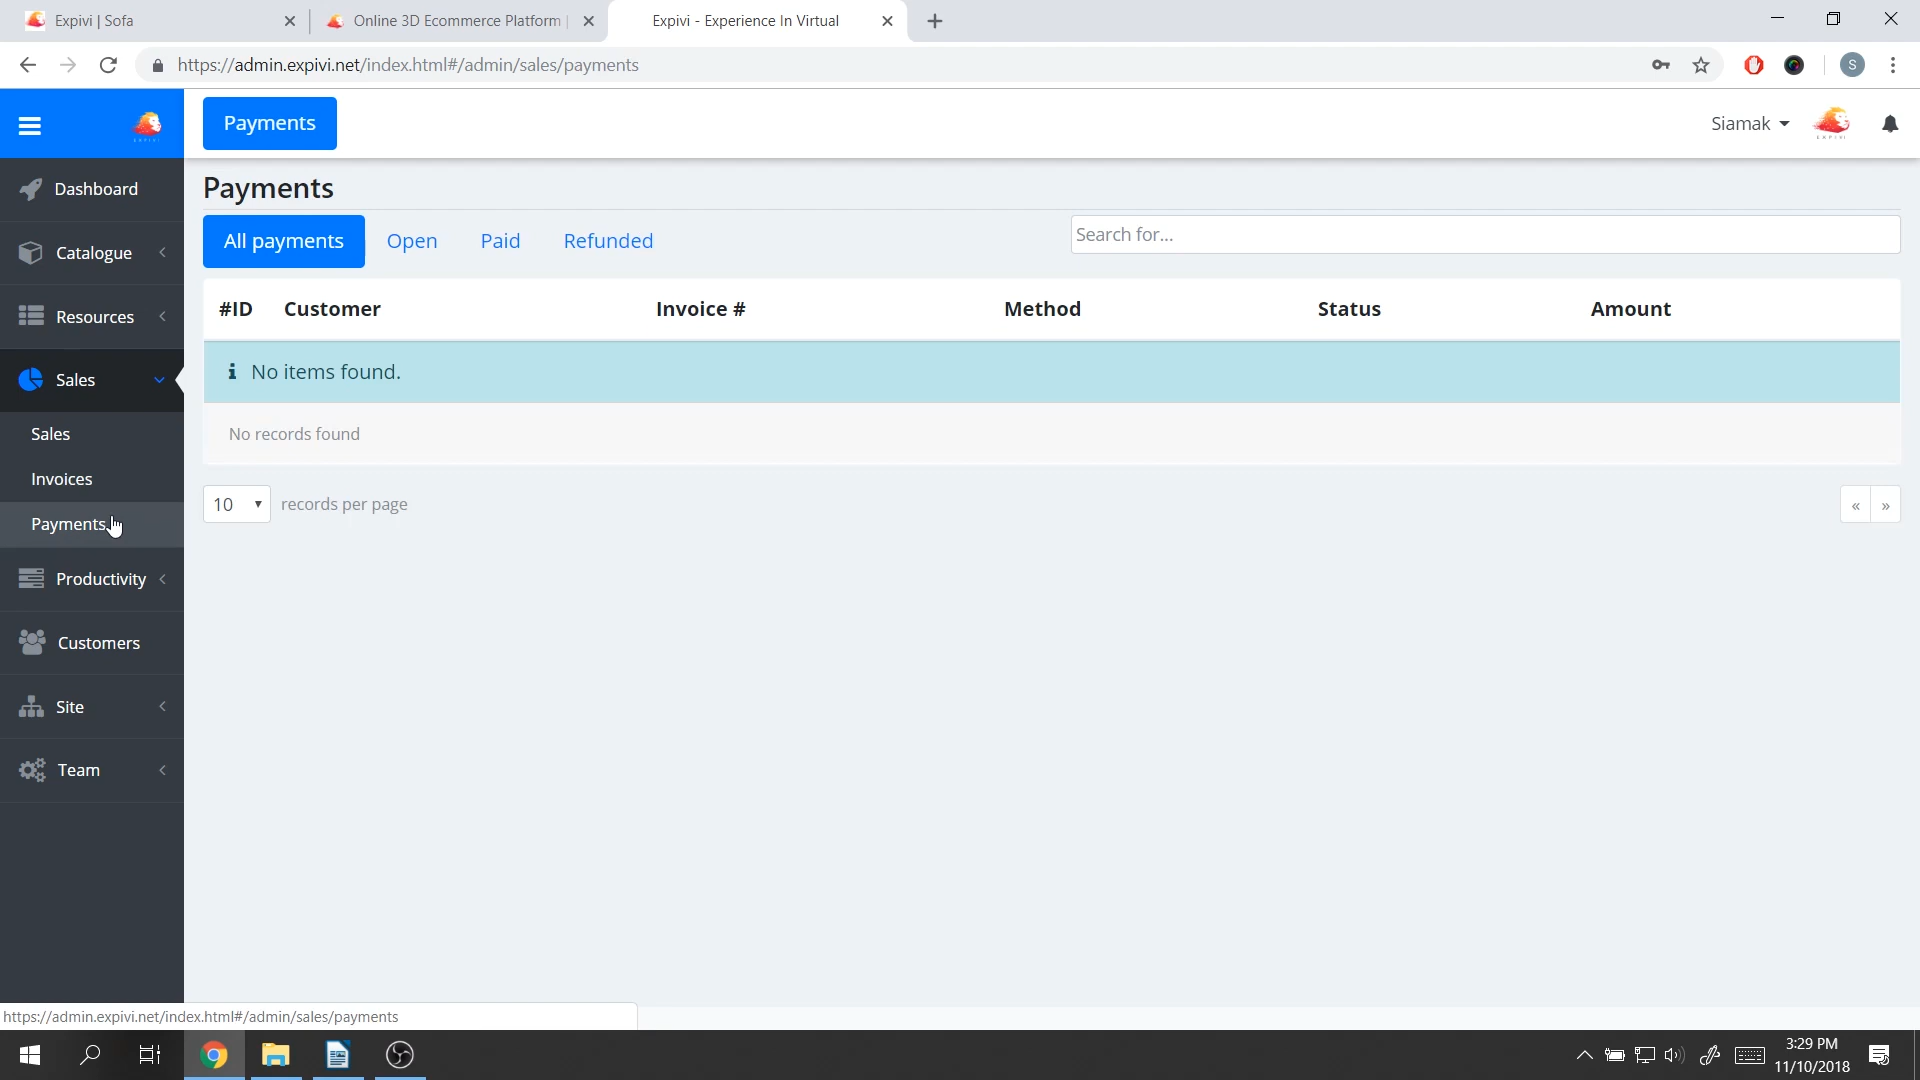 Expivi | Sofa
Online 3D Ecommerce Platform |
Expivi - Experience In Virtual
https://admin.expivi.net/index.html#/admin/sales/payments
S
EXPIVI
Payments
Siamak
EXPIVI
Dashboard
Payments
All payments
Open
Paid
Refunded
Search for...
Catalogue
Resources
#ID
Customer
Invoice #
Method
Status
Amount
Sales
i No items found.
Sales
No records found
Invoices
10
records per page
«
»
Payments
Productivity
Customers
Site
Team
https://admin.expivi.net/index.html#/admin/sales/payments
3:29 PM
11/10/2018